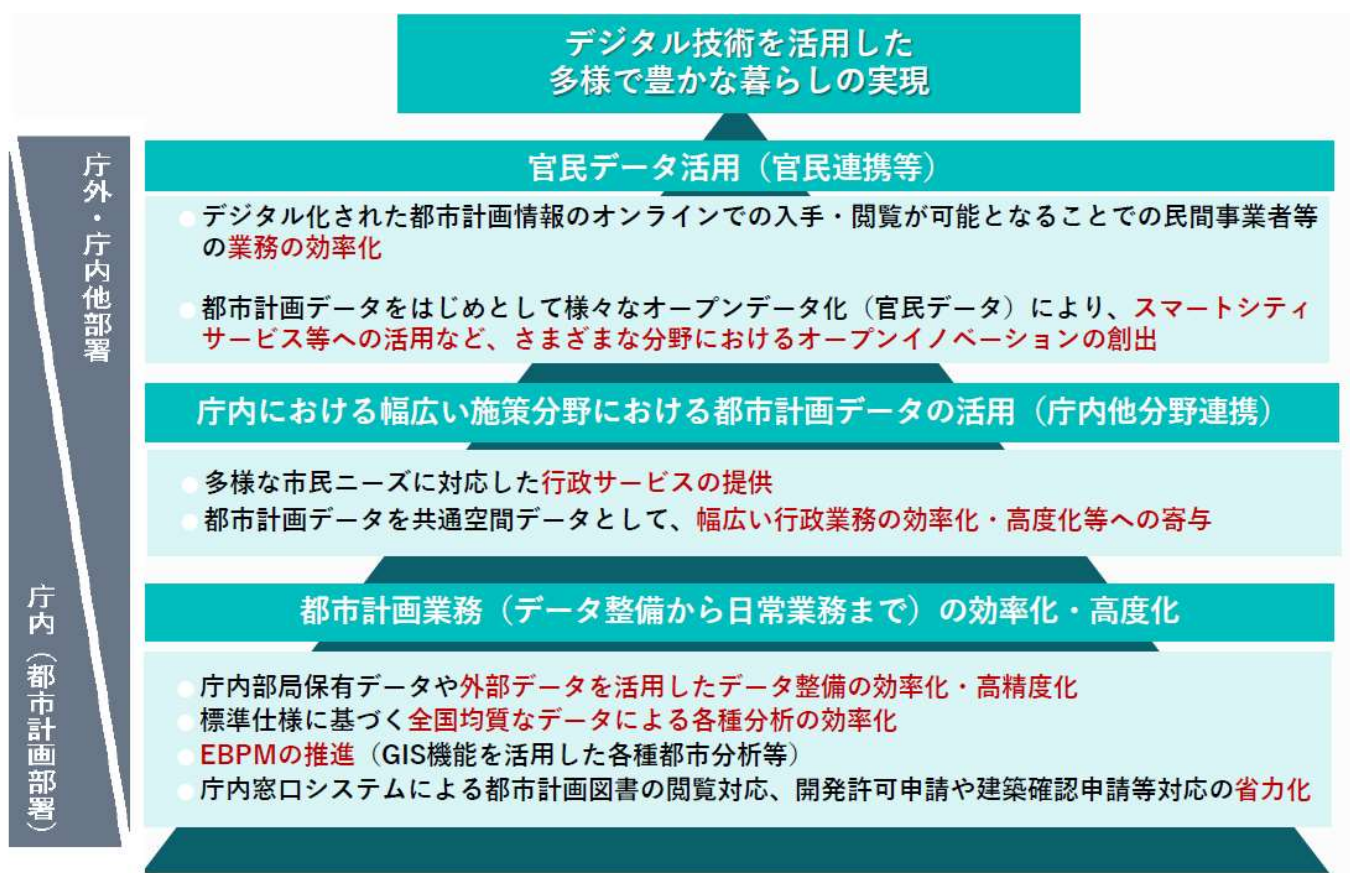 デジタル技術を活用した
多様で豊かな暮らしの実現
庁外・庁内他部署
官民データ活用（官民連携等）
デジタル化された都市計画情報のオンラインでの入手・閲覧が可能となることでの民間事業者等
の業務の効率化
都市計画データをはじめとして様々なオープンデータ化（官民データ）により、スマートシティ
サービス等への活用など、さまざまな分野におけるオープンイノベーションの創出
庁内における幅広い施策分野における都市計画データの活用（庁内他分野連携）
多様な市民ニーズに対応した行政サービスの提供
都市計画データを共通空間データとして、幅広い行政業務の効率化・高度化等への寄与
庁内（都市計画部署）
都市計画業務（データ整備から日常業務まで）の効率化・高度化
庁内部局保有データや外部データを活用したデータ整備の効率化・高精度化
標準仕様に基づく全国均質なデータによる各種分析の効率化
EBPMの推進（GIS機能を活用した各種都市分析等）
庁内窓口システムによる都市計画図書の閲覧対応、開発許可申請や建築確認申請等対応の省力化